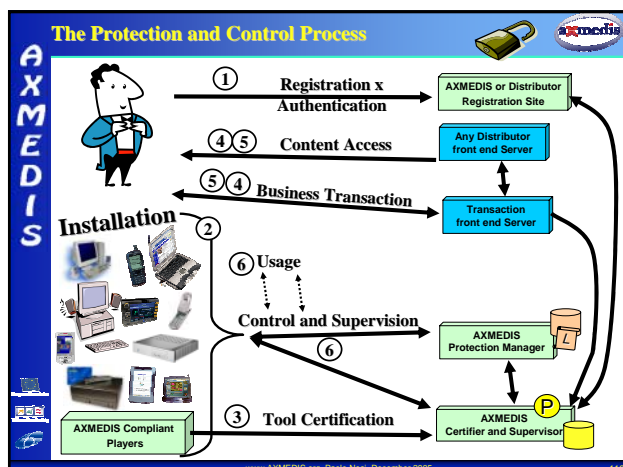 The Protection and Control Process
axmedis
AXMEDIS
1
Registration x
Authentication
AXMEDIS or Distributor
Registration Site
4 5
Content Access
Any Distributor
front end Server
5 4
Business Transaction
Transaction
front end Server
Installation
2
6 Usage
Control and Supervision
6
AXMEDIS
Protection Manager
L
P
3
Tool Certification
AXMEDIS Compliant
Players
AXMEDIS
Certifier and Supervisor